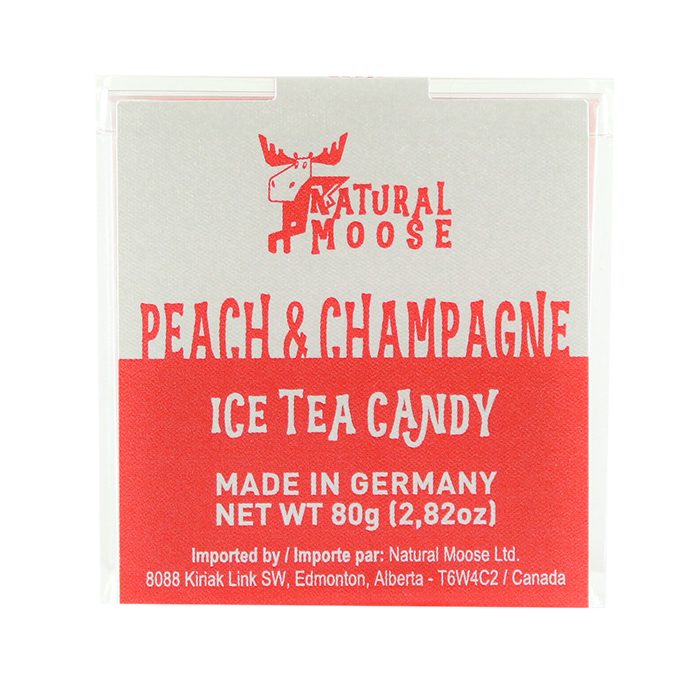 NATURAL
MOOSE
PEACH & CHAMPAGNE
ICE TEA CANDY
MADE IN GERMANY
NET WT 80g (2,82oz)
Imported by / Importe par: Natural Moose Ltd.
8088 Kiriak Link SW, Edmonton, Alberta - T6W4C2 / Canada